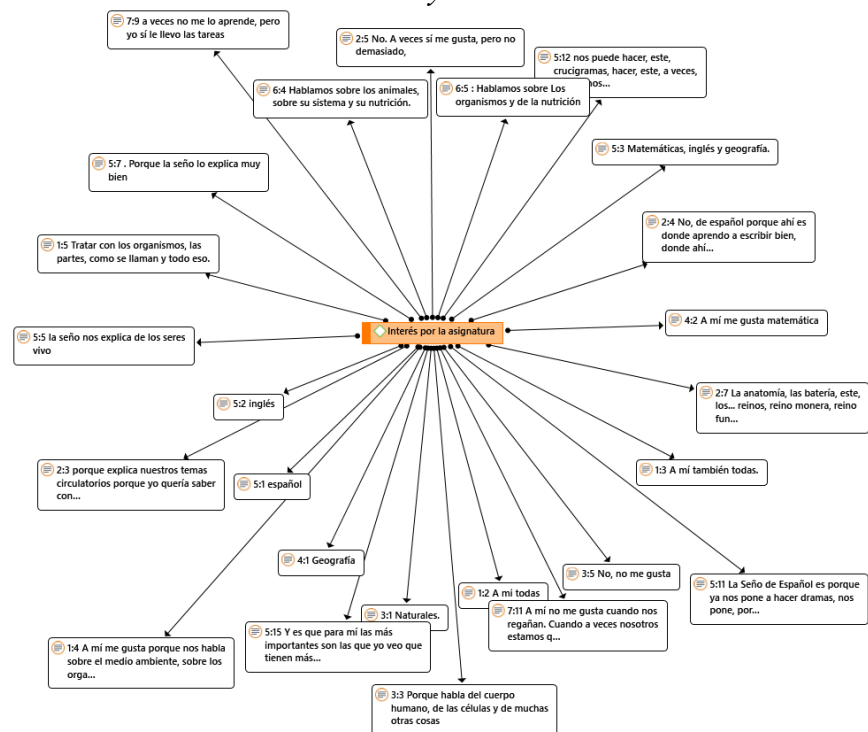 y
7:9 a veces no me lo aprende, pero
yo sí le llevo las tareas
2:5 No. A veces sí me gusta, pero no
demasiado,
5:12 nos puede hacer, este,
crucigramas, hacer, este, a veces,
6:4 Hablamos sobre los animales,
sobre su sistema y su nutrición.
6:5 : Hablamos sobre Los
organismos y de la nutrición
5:3 Matemáticas, inglés y geografía.
5:7 . Porque la seño lo explica muy
bien
2:4 No, de español porque ahí es
donde aprendo a escribir bien,
donde ahí...
1:5 Tratar con los organismos, las
partes, como se llaman y todo eso.
4:2 A mí me gusta matemática
Interés por la asignatura
5:5 la seño nos explica de los seres
vivo
2:7 La anatomía, las batería, este,
los... reinos, reino monera, reino
fun...
5:2 inglés
2:3 porque explica nuestros temas
circulatorios porque yo quería saber
con...
5:1 español
1:3 A mí también todas.
4:1 Geografía
3:5 No, no me gusta
5:11 La Seño de Español es porque
ya nos pone a hacer dramas, nos
pone, por...
1:2 A mi todas
3:1 Naturales.
7:11 A mí no me gusta cuando nos
regañan. Cuando a veces nosotros
estamos q...
5:15 Y es que para mí las más
importantes son las que yo veo que
tienen más...
1:4 A mí me gusta porque nos habla
sobre el medio ambiente, sobre los
orga...
3:3 Porque habla del cuerpo
humano, de las células y de muchas
otras cosas